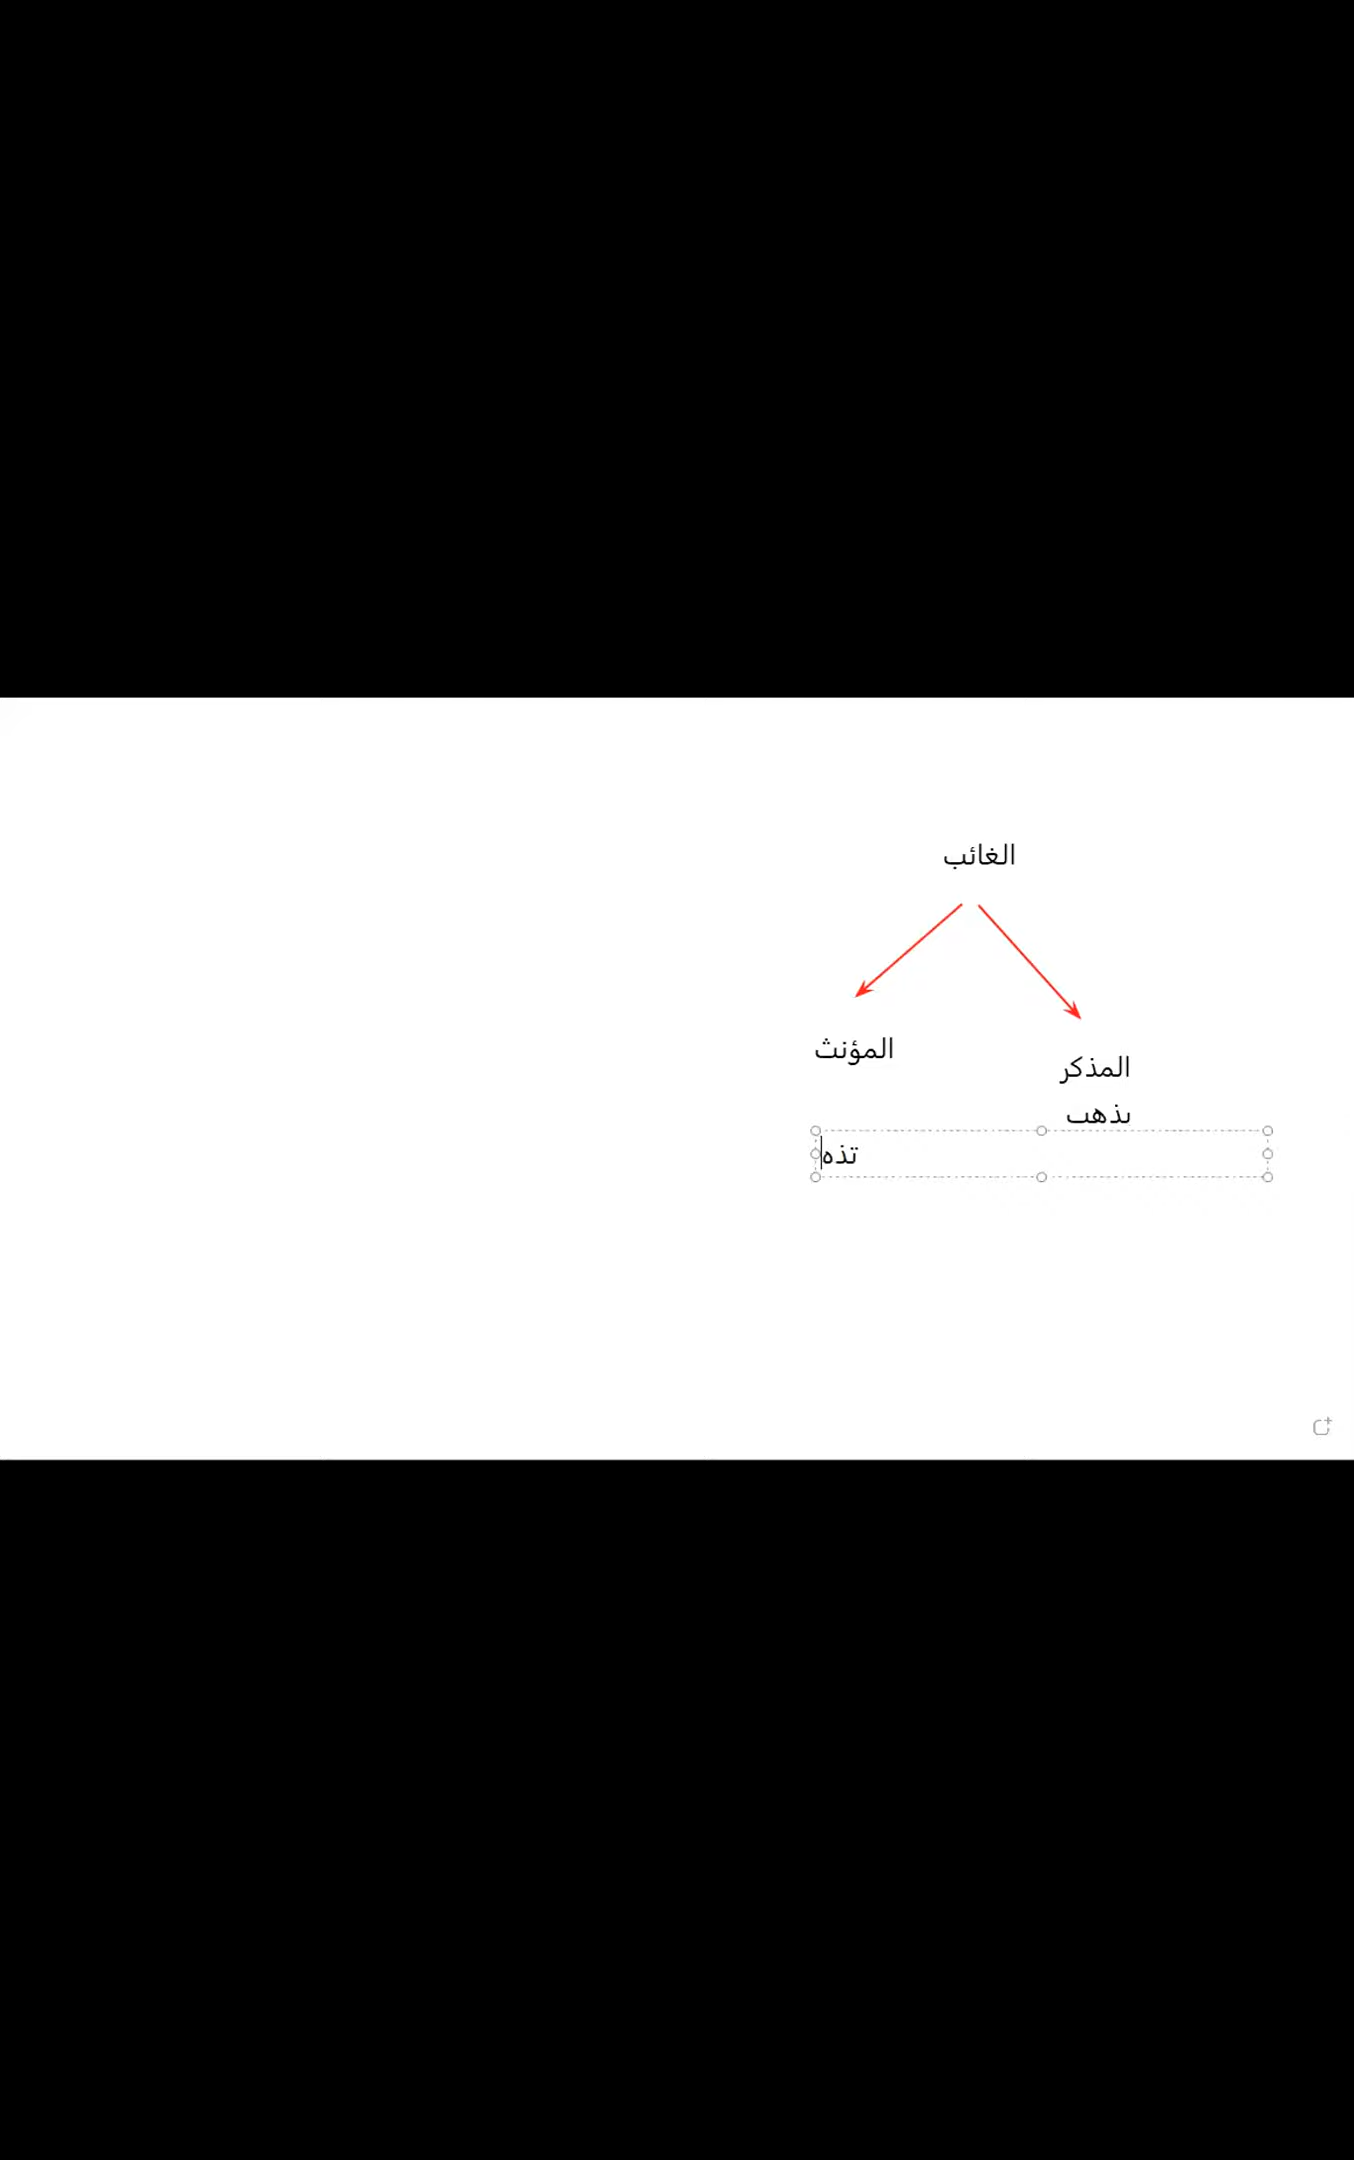 الغائب
المؤنث
المذكر
يذهب
تذه